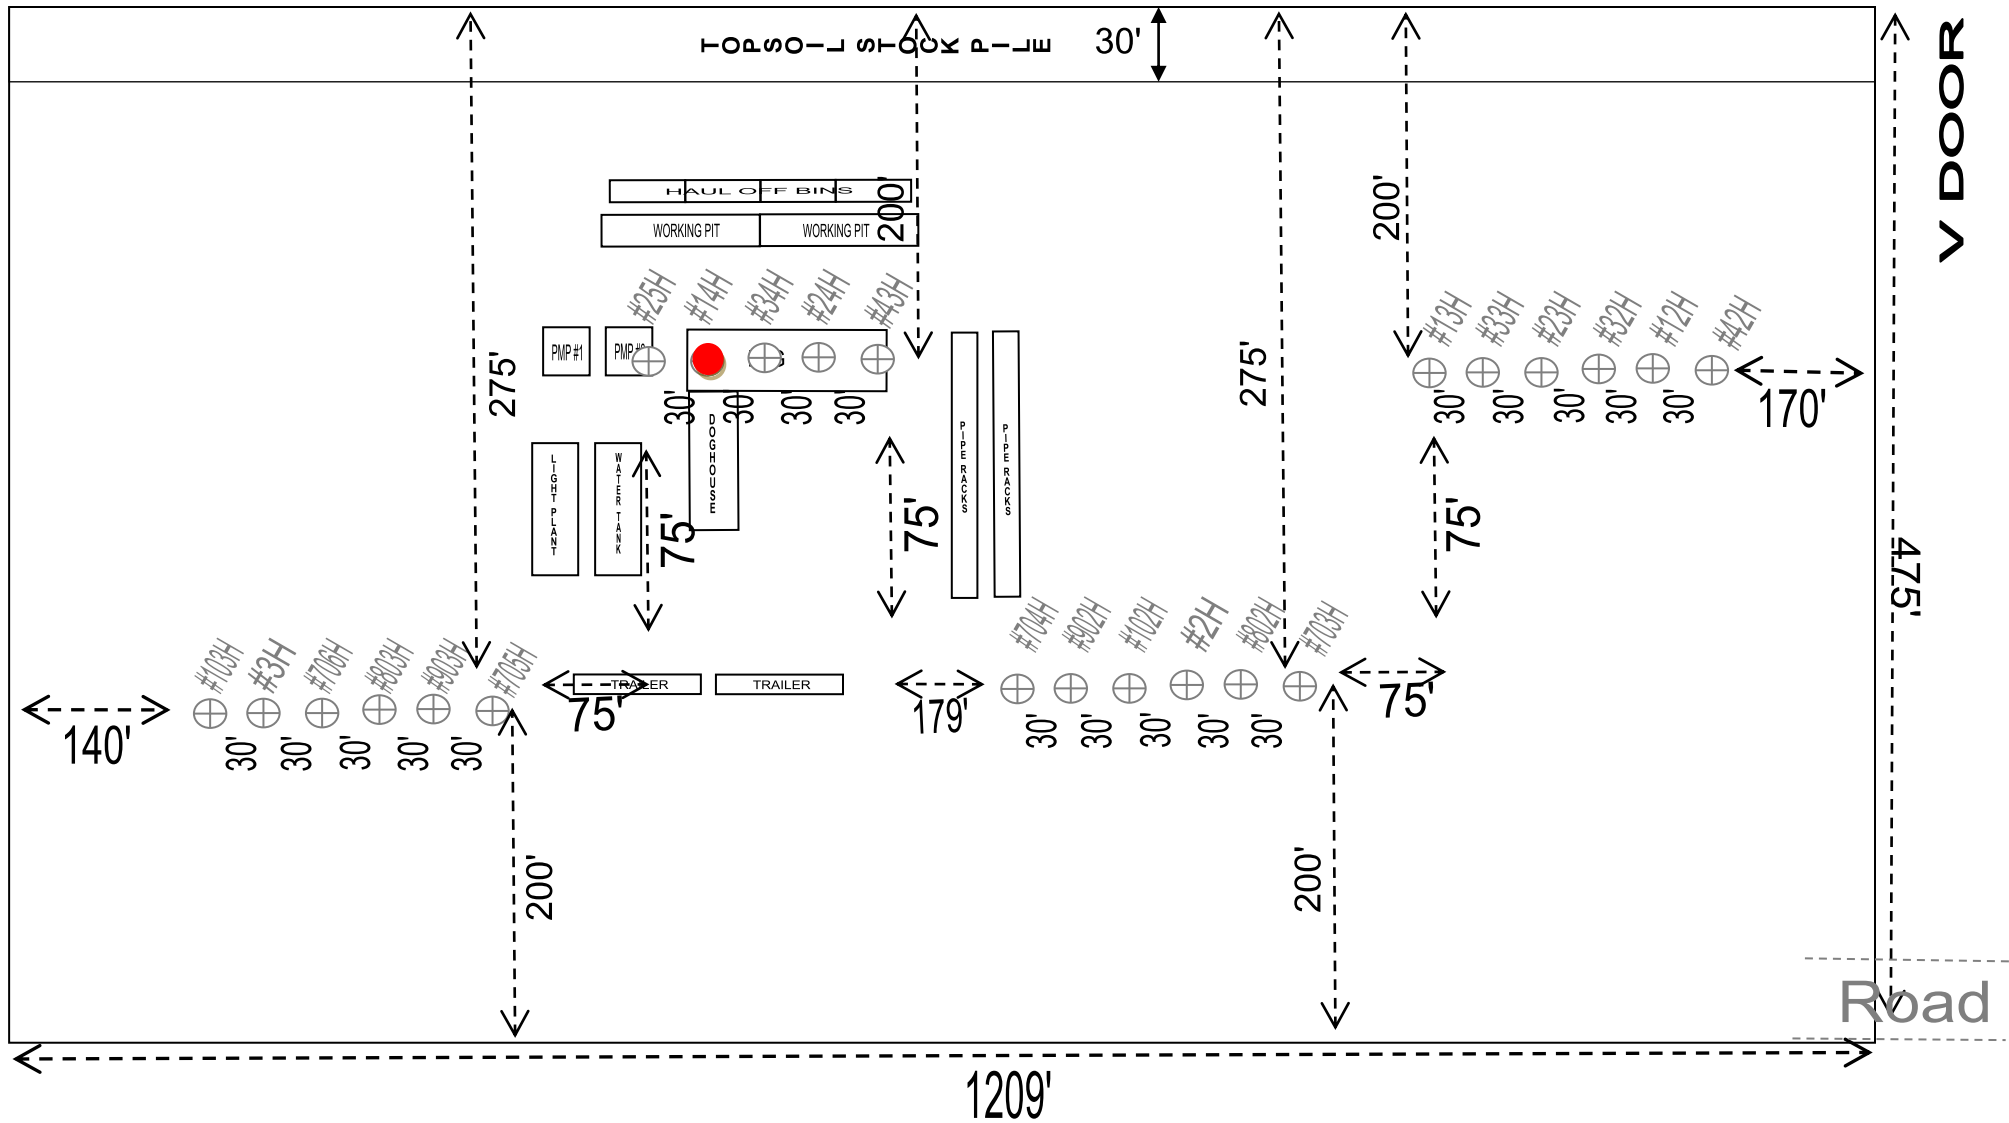 TOPSOIL STOCK PILE
30'
V DOOR
HAUL OFF BINS
WORKING PIT
WORKING PIT
200'
200'
#25H
#14H
#34H
#24H
#43H
#13H
#33H
#23H
#32H
#12H
#42H
PMP #1
PMP #2
275'
275'
30'
30'
30'
30'
30'
30'
30'
30'
30'
170'
DOGHOUSE
PIPE RACKS
PIPE RACKS
LIGHT PLANT
WATER TANK
75'
75'
75'
475'
#103H
#3H
#706H
#803H
#903H
#705H
#704H
#902H
#102H
#2H
#802H
#703H
TRAILER
TRAILER
140'
75'
179'
75'
30'
30'
30'
30'
30'
30'
30'
30'
30'
30'
200'
200'
Road
1209'